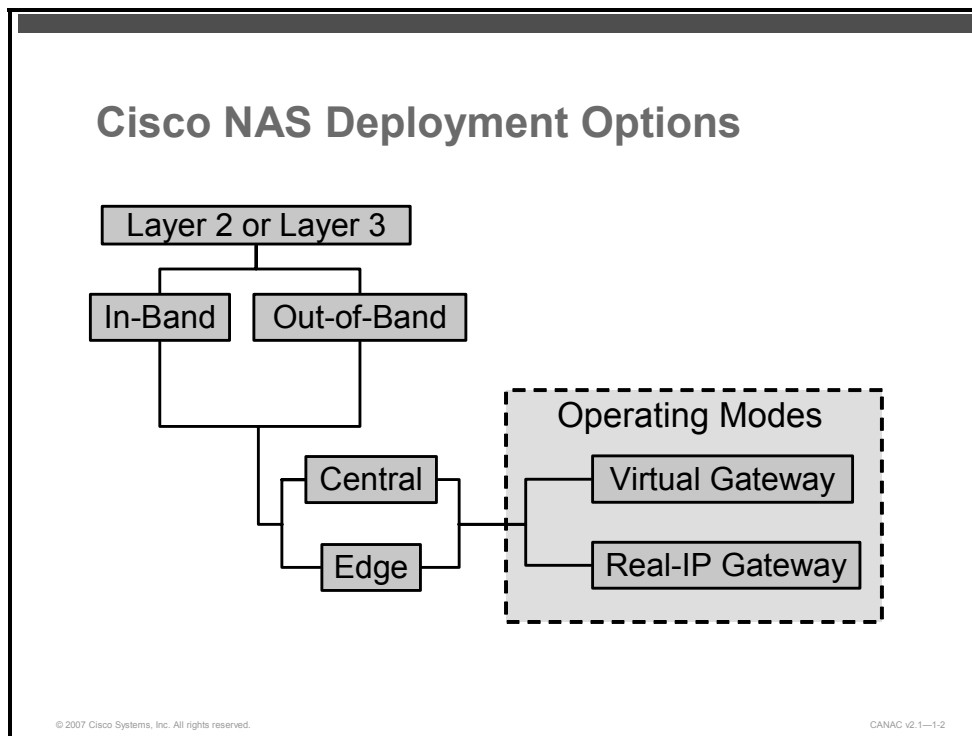 Cisco NAS Deployment Options
Layer 2 or Layer 3
In-Band
Out-of-Band
Operating Modes
Central
Virtual Gateway
Edge
Real-IP Gateway
© 2007 Cisco Systems, Inc. All rights reserved.
CANAC v2.1—1-2